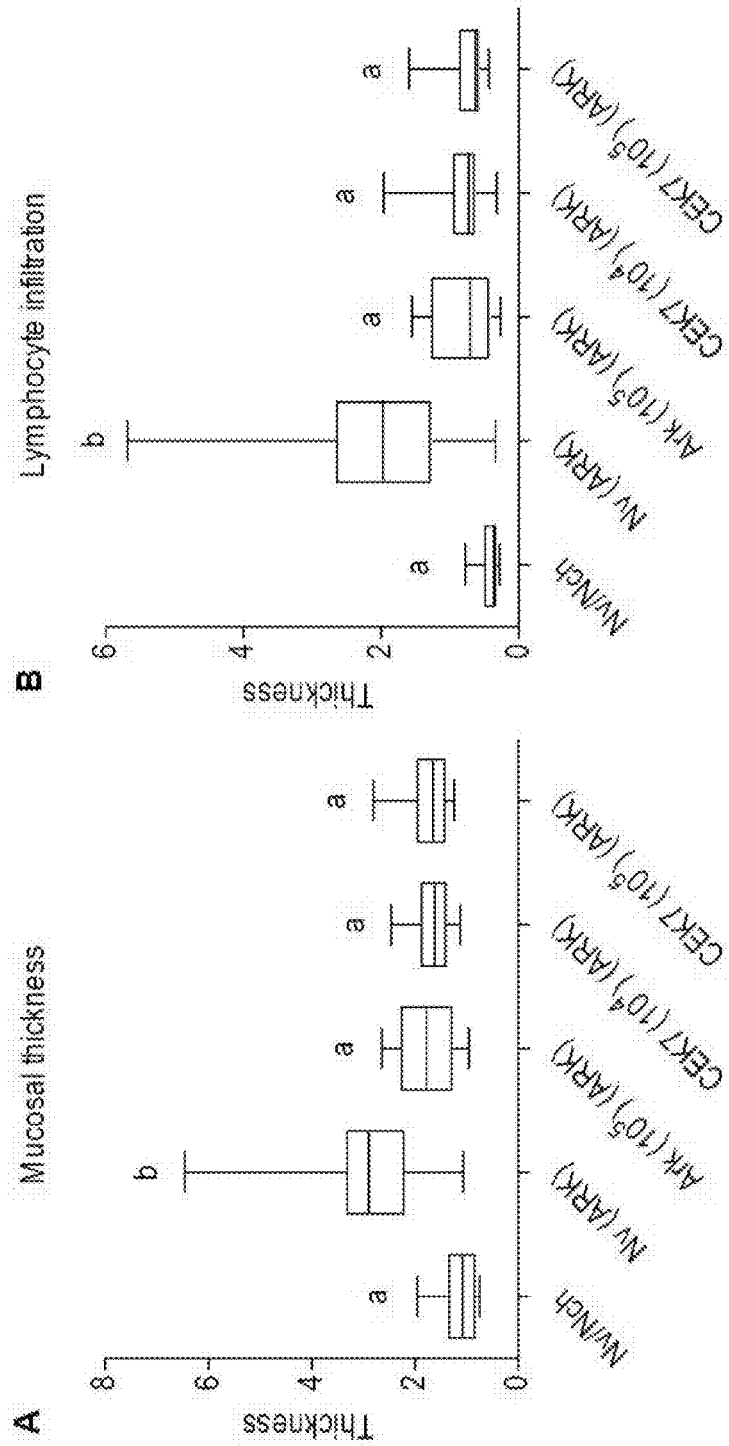 A
Mucosal thickness
Thickness
8
6
4
2
0
a
b
a
a
a
Nv/Nch
Nv (ARK)
Ark (10⁵) (ARK)
CEK7 (10⁴) (ARK)
CEK7 (10⁵) (ARK)
B
Lymphocyte infiltration
Thickness
6
4
2
0
a
b
a
a
a
Nv/Nch
Nv (ARK)
Ark (10⁵) (ARK)
CEK7 (10⁴) (ARK)
CEK7 (10⁵) (ARK)